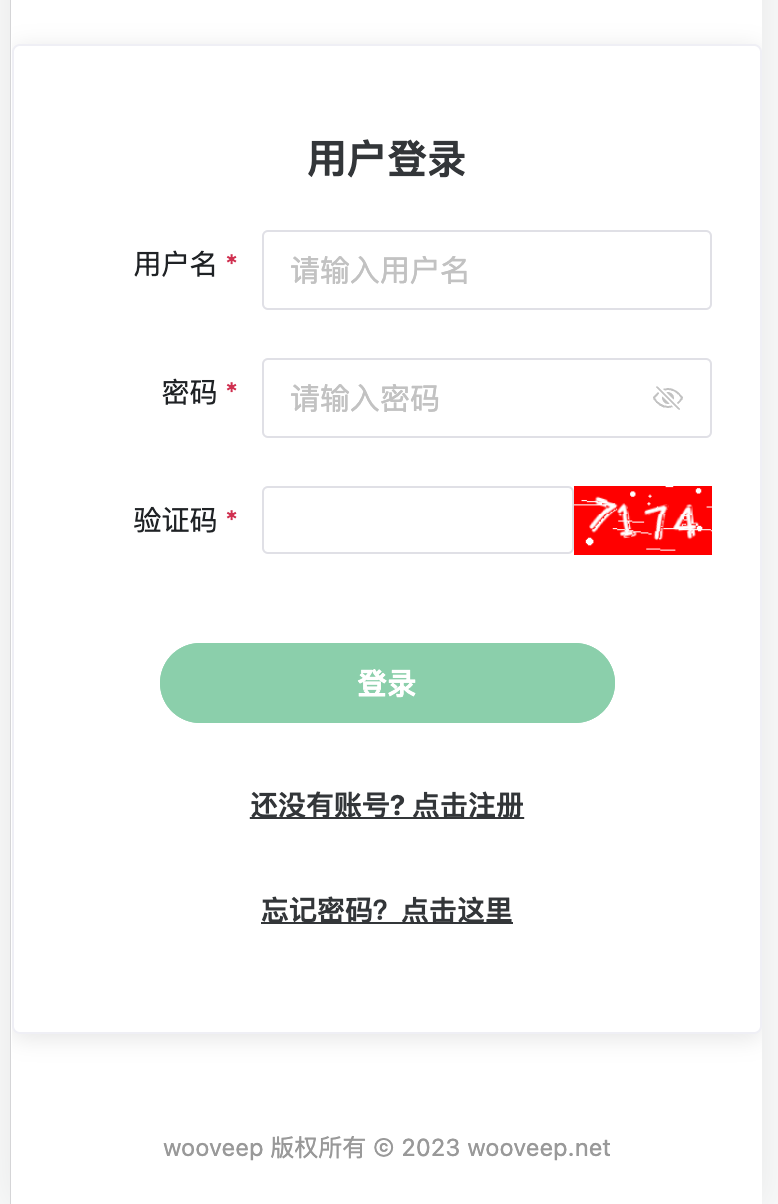 用户登录
用户名 *
请输入用户名
密码 *
请输入密码
验证码 *
7174
登录
还没有账号? 点击注册
忘记密码？点击这里
wooveep 版权所有 © 2023 wooveep.net